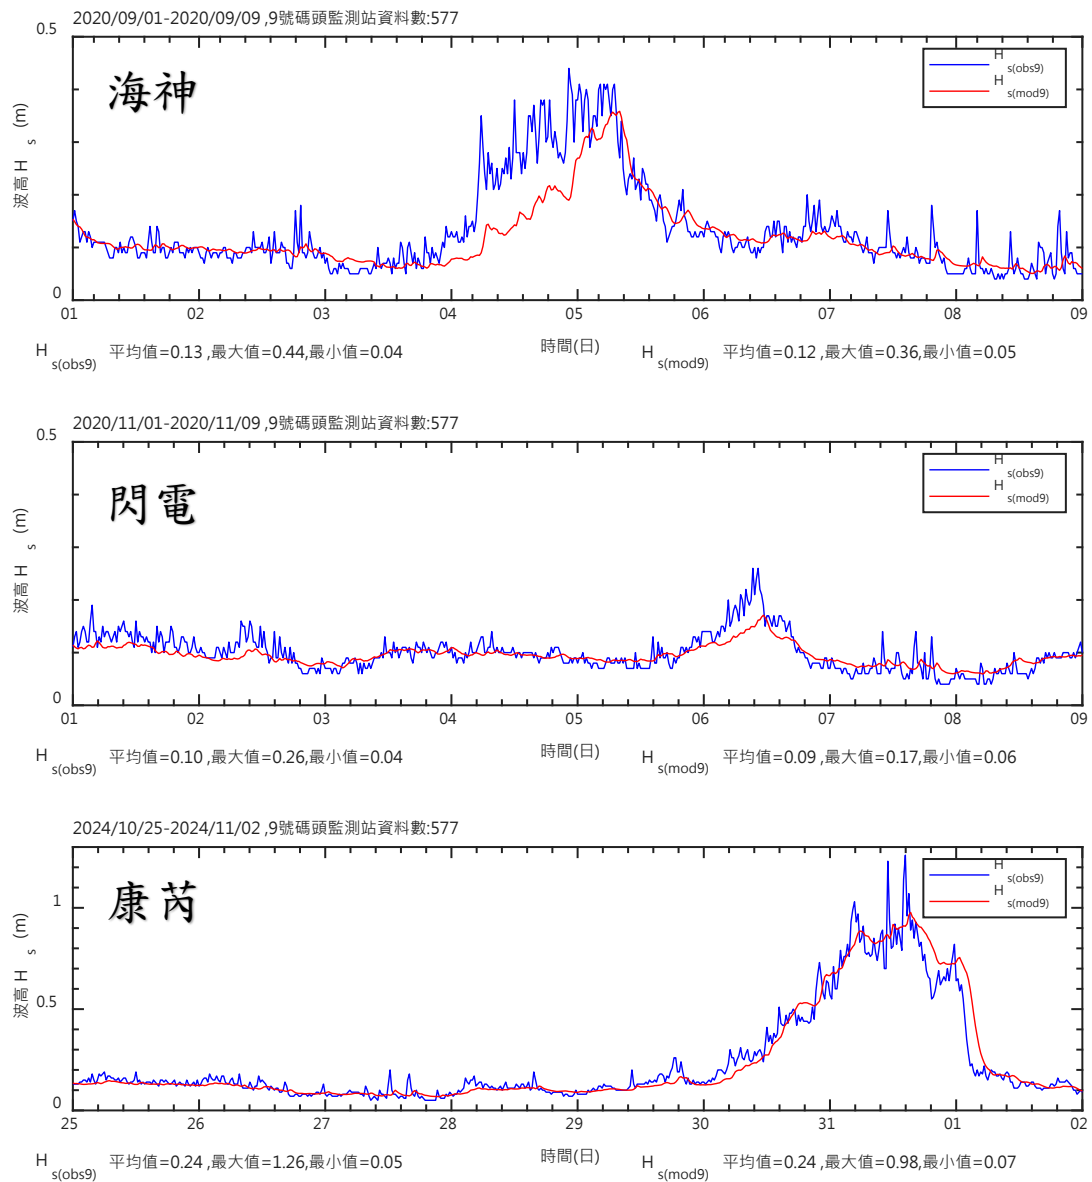 2020/09/01-2020/09/09 ,9號碼頭監測站資料數:577
0.5
海神
H s(obs9)
H s(mod9)
波高 H s (m)
0
01 02 03 04 05 06 07 08 09
時間(日)
H s(obs9) 平均值=0.13 ,最大值=0.44,最小值=0.04
H s(mod9) 平均值=0.12 ,最大值=0.36,最小值=0.05
2020/11/01-2020/11/09 ,9號碼頭監測站資料數:577
0.5
閃電
H s(obs9)
H s(mod9)
波高 H s (m)
0
01 02 03 04 05 06 07 08 09
時間(日)
H s(obs9) 平均值=0.10 ,最大值=0.26,最小值=0.04
H s(mod9) 平均值=0.09 ,最大值=0.17,最小值=0.06
2024/10/25-2024/11/02 ,9號碼頭監測站資料數:577
康芮
H s(obs9)
H s(mod9)
1
波高 H s (m)
0.5
0
25 26 27 28 29 30 31 01 02
時間(日)
H s(obs9) 平均值=0.24 ,最大值=1.26,最小值=0.05
H s(mod9) 平均值=0.24 ,最大值=0.98,最小值=0.07